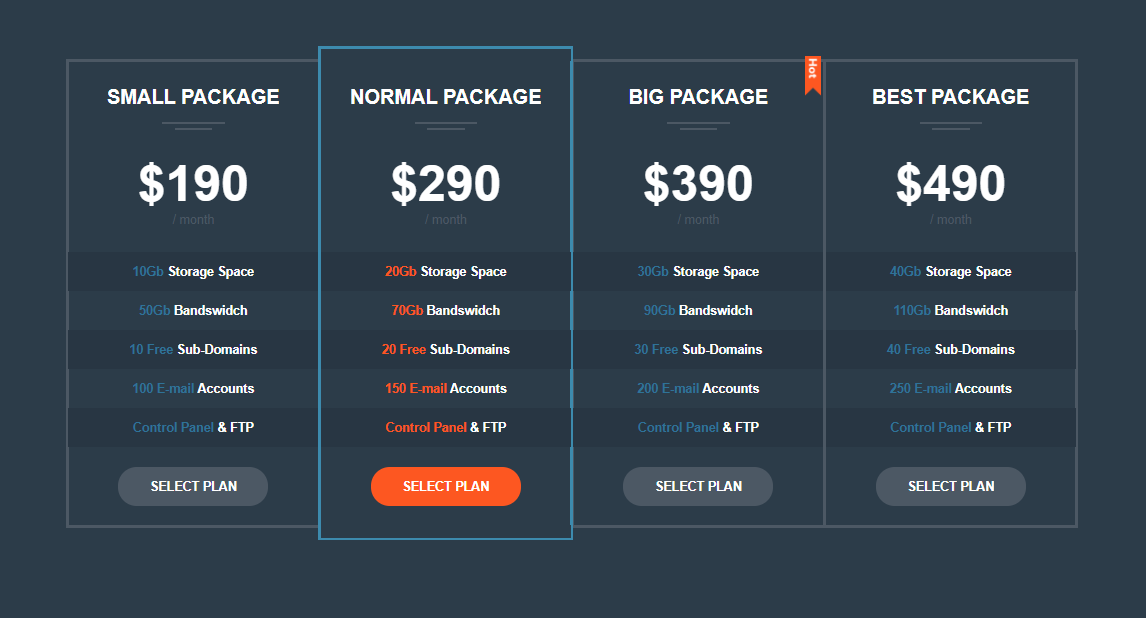 SMALL PACKAGE
$190
/ month
10Gb Storage Space
50Gb Bandswidch
10 Free Sub-Domains
100 E-mail Accounts
Control Panel & FTP
SELECT PLAN
NORMAL PACKAGE
$290
/ month
20Gb Storage Space
70Gb Bandswidch
20 Free Sub-Domains
150 E-mail Accounts
Control Panel & FTP
SELECT PLAN
Hot
BIG PACKAGE
$390
/ month
30Gb Storage Space
90Gb Bandswidch
30 Free Sub-Domains
200 E-mail Accounts
Control Panel & FTP
SELECT PLAN
BEST PACKAGE
$490
/ month
40Gb Storage Space
110Gb Bandswidch
40 Free Sub-Domains
250 E-mail Accounts
Control Panel & FTP
SELECT PLAN